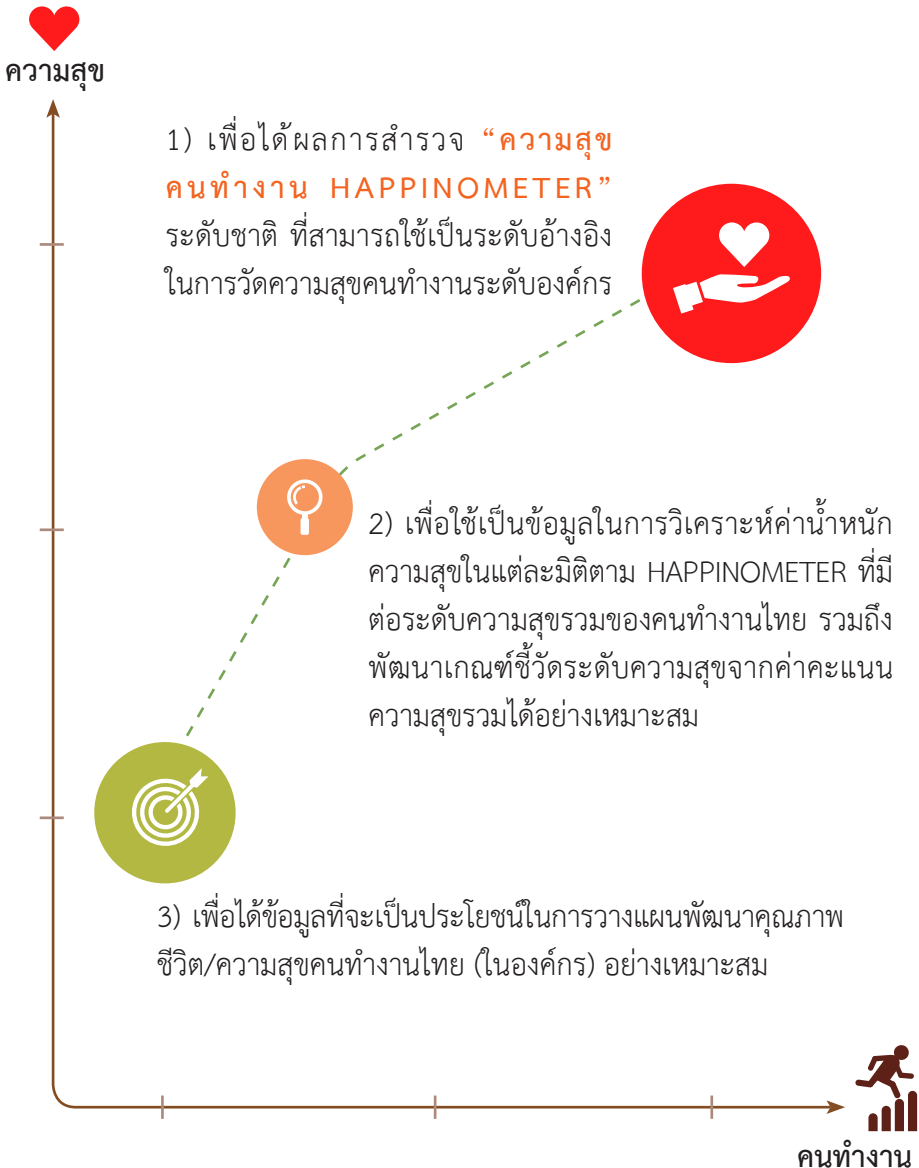 ความสุข
1) เพื่อได้ผลการสำรวจ “ความสุข
คนทำงาน HAPPINOMETER”
ระดับชาติ ที่สามารถใช้เป็นระดับอ้างอิง
ในการวัดความสุขคนทำงานระดับองค์กร
2) เพื่อใช้เป็นข้อมูลในการวิเคราะห์ค่าน้ำหนัก
ความสุขในแต่ละมิติตาม HAPPINOMETER ที่มี
ต่อระดับความสุขรวมของคนทำงานไทย รวมถึง
พัฒนาเกณฑ์ชี้วัดระดับความสุขจากค่าคะแนน
ความสุขรวมได้อย่างเหมาะสม
3) เพื่อได้ข้อมูลที่จะเป็นประโยชน์ในการวางแผนพัฒนาคุณภาพ
ชีวิต/ความสุขคนทำงานไทย (ในองค์กร) อย่างเหมาะสม
คนทำงาน